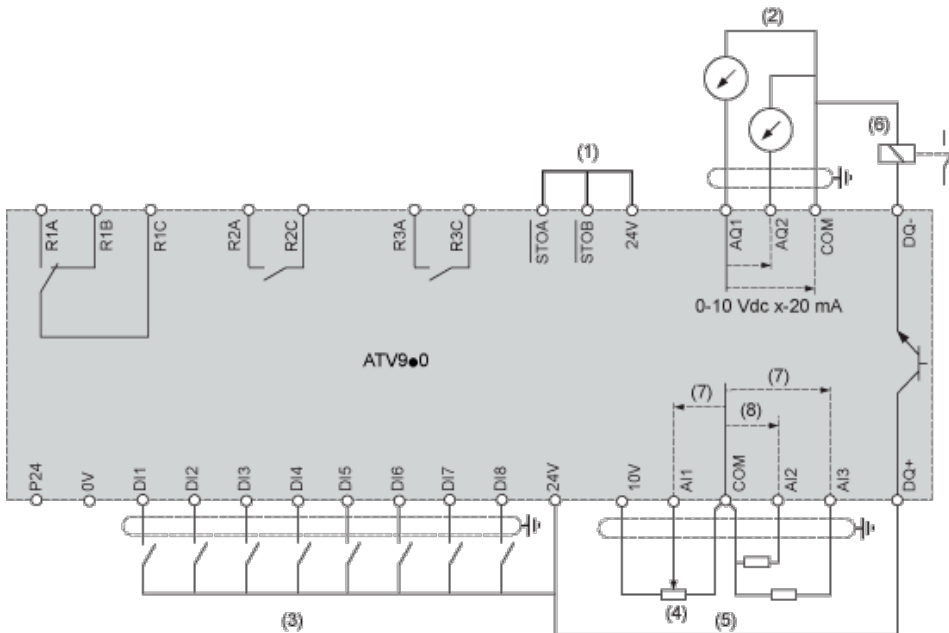 (2)
(6)
(1)
R1A
R1B
R1C
R2A
R2C
R3A
R3C
STOA
STOB
24V
AQ1
AQ2
COM
DQ-
0-10 Vdc x-20 mA
ATV9●0
(7)
(7)
(8)
P24
0V
DI1
DI2
DI3
DI4
DI5
DI6
DI7
DI8
24V
10V
AI1
COM
AI2
AI3
DQ+
(3)
(4)
(5)